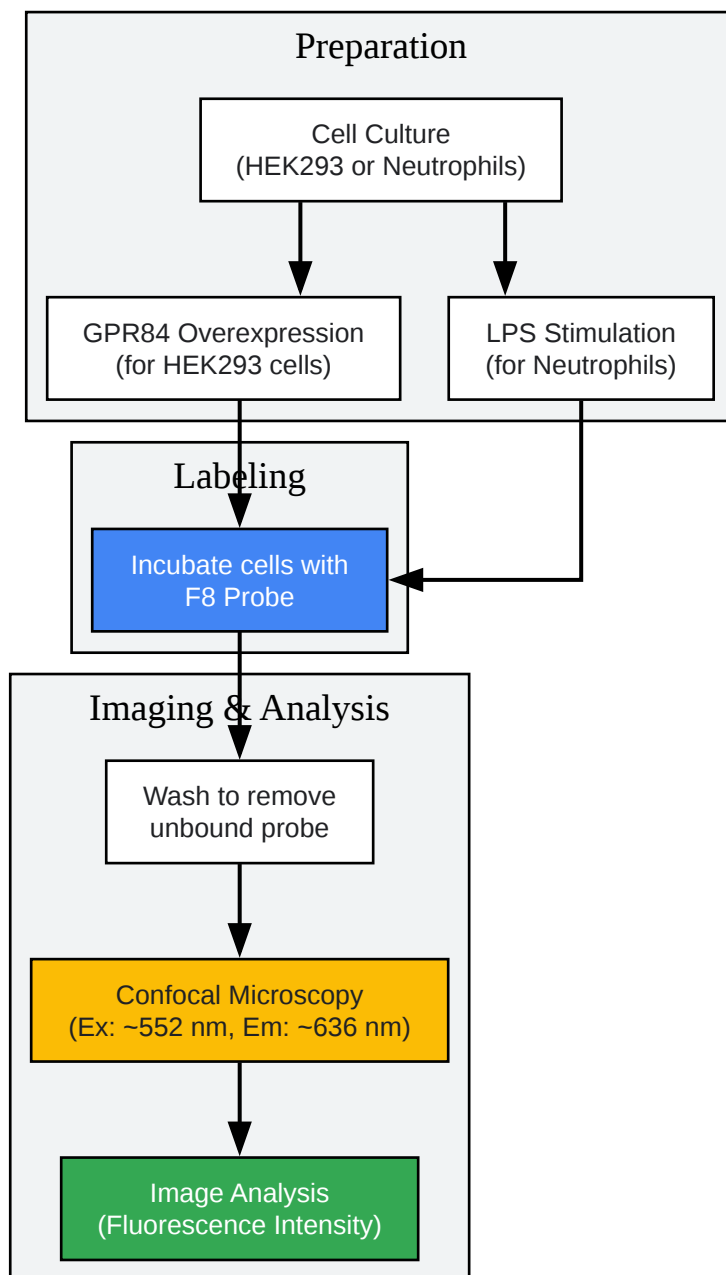 Preparation
Cell Culture
(HEK293 or Neutrophils)
GPR84 Overexpression
(for HEK293 cells)
LPS Stimulation
(for Neutrophils)
Labeling
Incubate cells with
F8 Probe
Imaging & Analysis
Wash to remove
unbound probe
Confocal Microscopy
(Ex: ~552 nm, Em: ~636 nm)
Image Analysis
(Fluorescence Intensity)